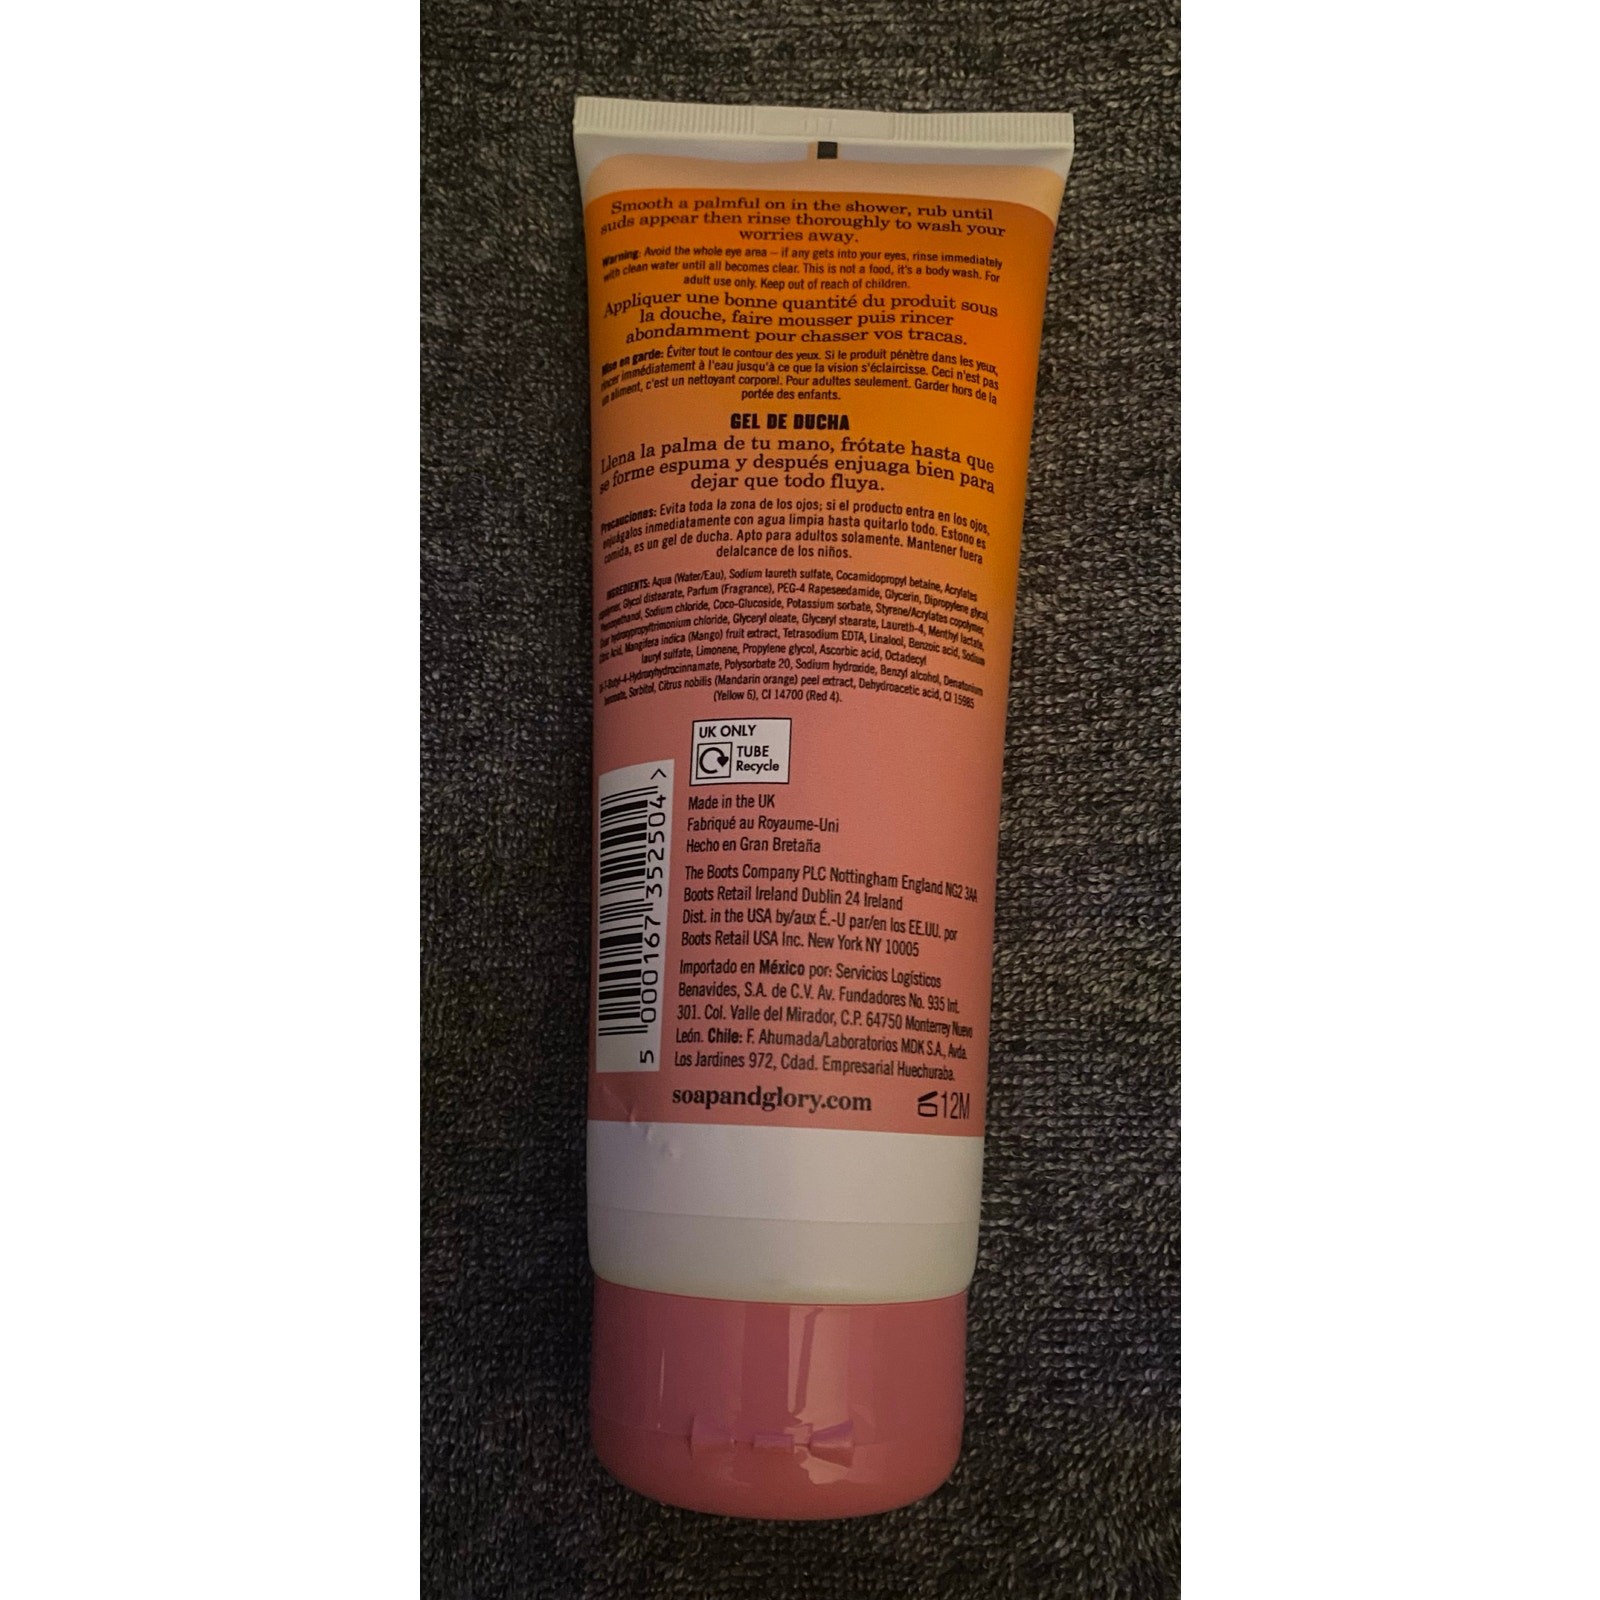 Smooth a palmful on in the shower, rub until
suds appear then rinse thoroughly to wash your
worries away.
Warning: Avoid the whole eye area – if any gets into your eyes, rinse immediately
with clean water until all becomes clear. This is not a food, it's a body wash. For
adult use only. Keep out of reach of children.
Appliquer une bonne quantité du produit sous
la douche, faire mousser puis rincer
abondamment pour chasser vos tracas.
Mise en garde: Éviter tout le contour des yeux. Si le produit pénètre dans les yeux,
rincer immédiatement à l'eau jusqu'à ce que la vision s'éclaircisse. Ceci n'est pas
un aliment, c'est un nettoyant corporel. Pour adultes seulement. Garder hors de la
portée des enfants.
GEL DE DUCHA
Llena la palma de tu mano, frótate hasta que
se forme espuma y después enjuaga bien para
dejar que todo fluya.
Precauciones: Evita toda la zona de los ojos; si el producto entra en los ojos,
enjuágalos inmediatamente con agua limpia hasta quitarlo todo. Estono es
comida, es un gel de ducha. Apto para adultos solamente. Mantener fuera
delalcance de los niños.
INGREDIENTS: Aqua (Water/Eau), Sodium laureth sulfate, Cocamidopropyl betaine, Acrylates
copolymer, Glycol distearate, Parfum (Fragrance), PEG-4 Rapeseedamide, Glycerin, Dipropylene glycol,
Phenoxyethanol, Sodium chloride, Coco-Glucoside, Potassium sorbate, Styrene/Acrylates copolymer,
Guar hydroxypropyltrimonium chloride, Glyceryl oleate, Glyceryl stearate, Laureth-4, Menthyl lactate,
Citric Acid, Mangifera indica (Mango) fruit extract, Tetrasodium EDTA, Linalool, Benzoic acid, Sodium
lauryl sulfate, Limonene, Propylene glycol, Ascorbic acid, Octadecyl
Di-T-Butyl-4-Hydroxyhydrocinnamate, Polysorbate 20, Sodium hydroxide, Benzyl alcohol, Denatonium
benzoate, Sorbitol, Citrus nobilis (Mandarin orange) peel extract, Dehydroacetic acid, CI 15985
(Yellow 6), CI 14700 (Red 4).
UK ONLY
TUBE
Recycle
5 000167 352504 >
Made in the UK
Fabriqué au Royaume-Uni
Hecho en Gran Bretaña
The Boots Company PLC Nottingham England NG2 3AA
Boots Retail Ireland Dublin 24 Ireland
Dist. in the USA by/aux É.-U par/en los EE.UU. por
Boots Retail USA Inc. New York NY 10005
Importado en México por: Servicios Logísticos
Benavides, S.A. de C.V. Av. Fundadores No. 935 Int.
301. Col. Valle del Mirador, C.P. 64750 Monterrey Nuevo
León. Chile: F. Ahumada/Laboratorios MDK S.A., Avda.
Los Jardines 972, Cdad. Empresarial Huechuraba.
soapandglory.com
12M